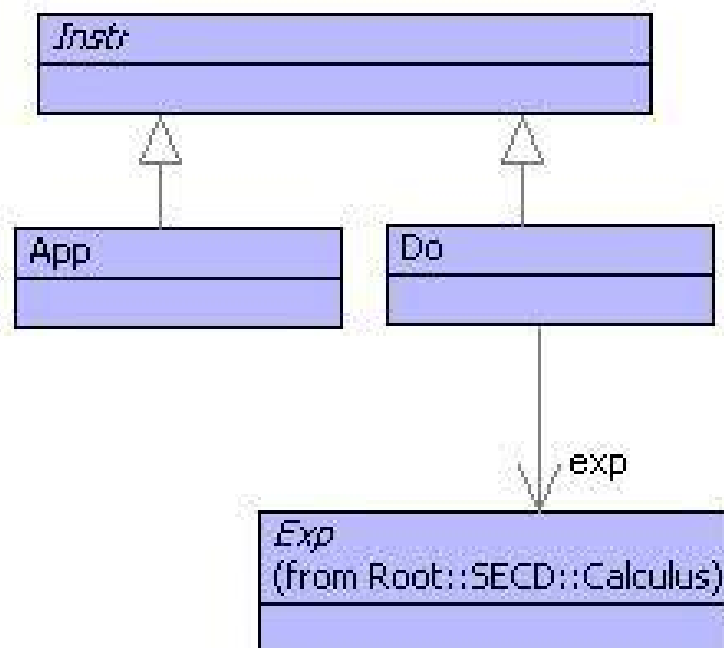 Instr
App
Do
exp
Exp
(from Root::SECD::Calculus)